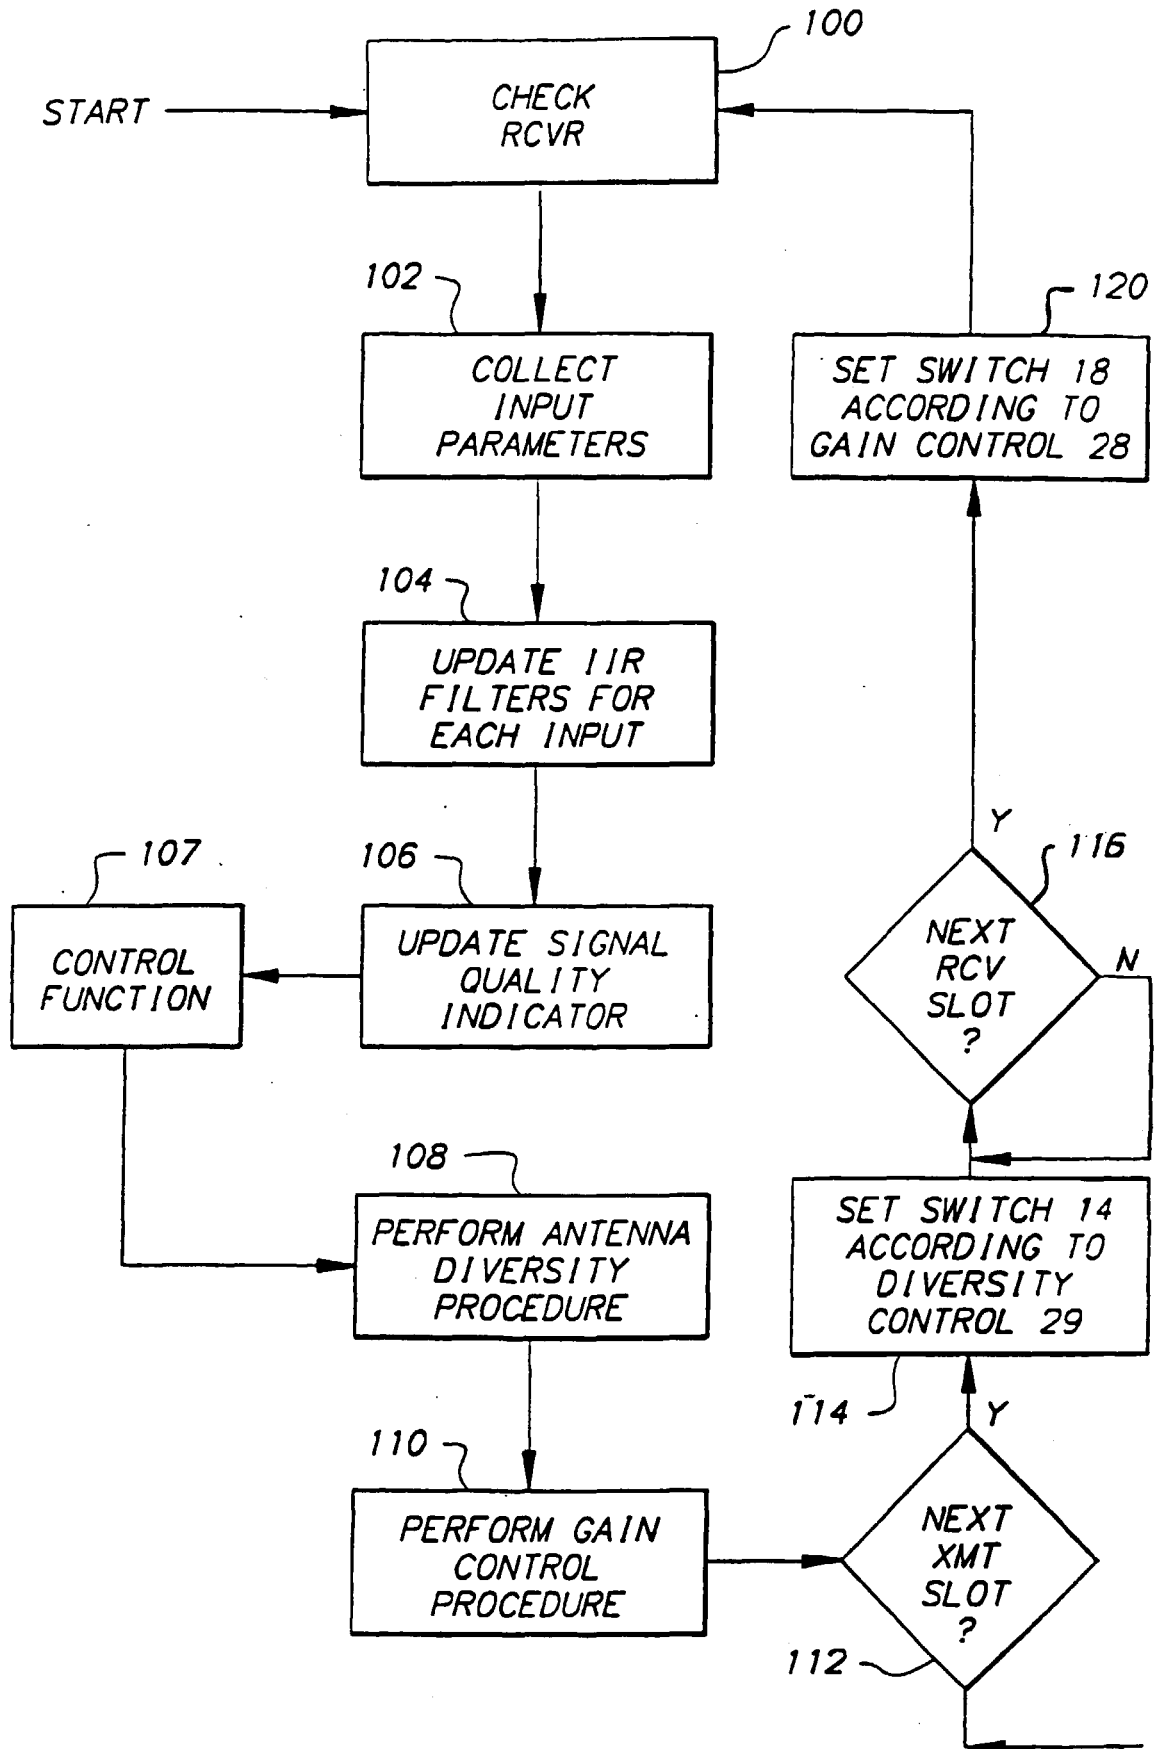 100
START
CHECK
RCVR
102
COLLECT
INPUT
PARAMETERS
104
UPDATE IIR
FILTERS FOR
EACH INPUT
106
UPDATE SIGNAL
QUALITY
INDICATOR
107
CONTROL
FUNCTION
108
PERFORM ANTENNA
DIVERSITY
PROCEDURE
110
PERFORM GAIN
CONTROL
PROCEDURE
112
NEXT
XMT
SLOT
?
Y
114
SET SWITCH 14
ACCORDING TO
DIVERSITY
CONTROL 29
116
NEXT
RCV
SLOT
?
N
Y
120
SET SWITCH 18
ACCORDING TO
GAIN CONTROL 28